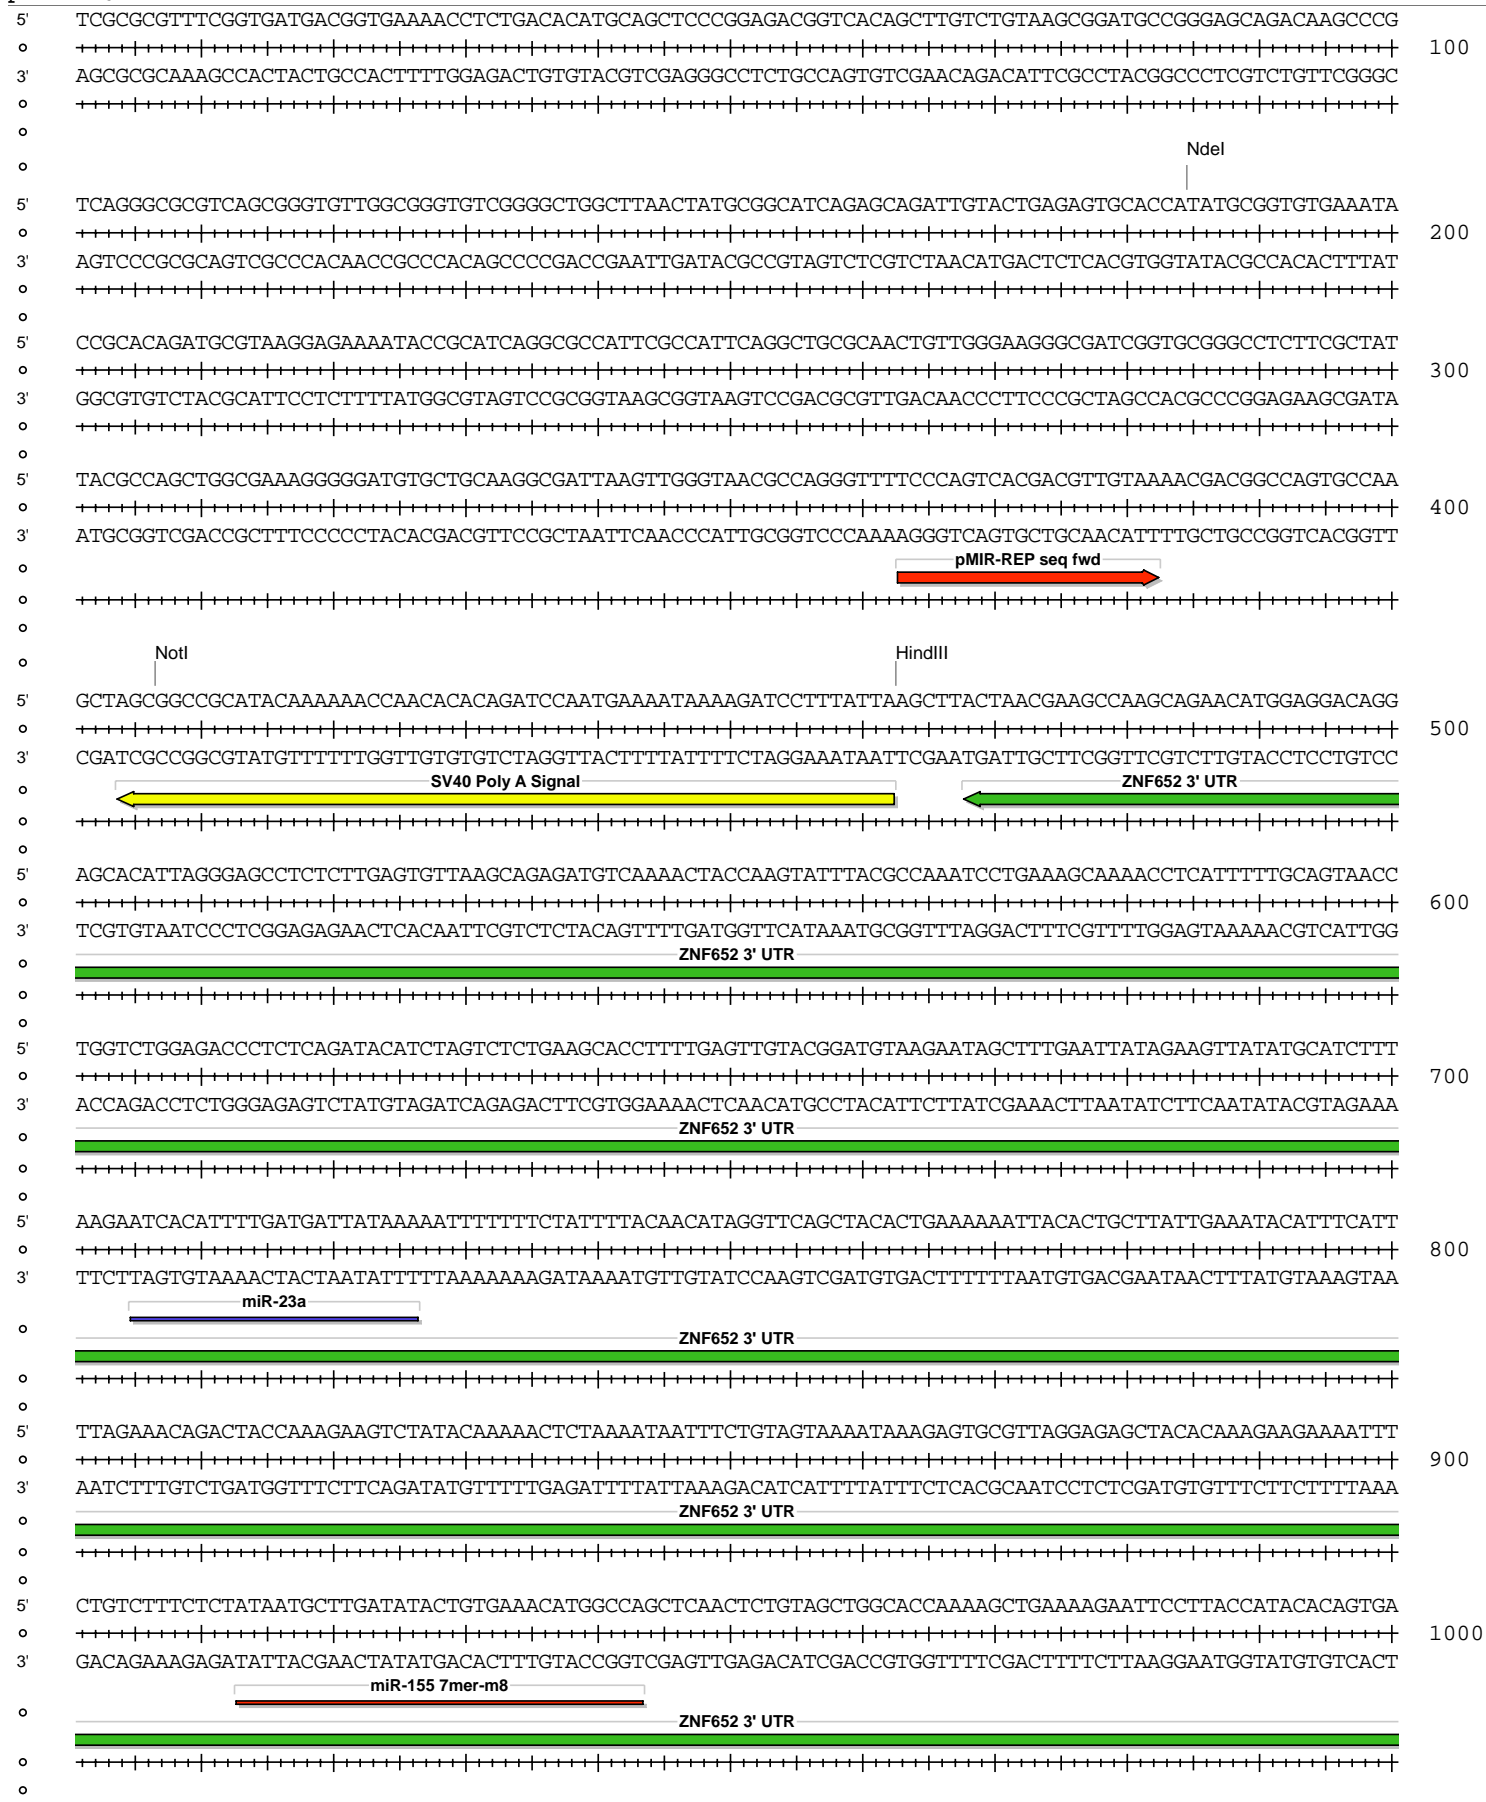 5' TCGCGCGTTTCGGTGATGACGGTGAAAACCTCTGACACATGCAGCTCCCGGAGACGGTCACAGCTTGTCTGTAAGCGGATGCCGGGAGCAGACAAGCCCG
100
3' AGCGCGCAAAGCCACTACTGCCACTTTTGGAGACTGTGTACGTCGAGGGCCTCTGCCAGTGTCGAACAGACATTCGCCTACGGCCCTCGTCTGTTCGGGC
NdeI
5' TCAGGGCGCGTCAGCGGGTGTTGGCGGGTGTCGGGGCTGGCTTAACTATGCGGCATCAGAGCAGATTGTACTGAGAGTGCACCATATGCGGTGTGAAATA
200
3' AGTCCCGCGCAGTCGCCCACAACCGCCCACAGCCCCGACCGAATTGATACGCCGTAGTCTCGTCTAACATGACTCTCACGTGGTATACGCCACACTTTAT
5' CCGCACAGATGCGTAAGGAGAAAATACCGCATCAGGCGCCATTCGCCATTCAGGCTGCGCAACTGTTGGGAAGGGCGATCGGTGCGGGCCTCTTCGCTAT
300
3' GGCGTGTCTACGCATTCCTCTTTTATGGCGTAGTCCGCGGTAAGCGGTAAGTCCGACGCGTTGACAACCCTTCCCGCTAGCCACGCCCGGAGAAGCGATA
5' TACGCCAGCTGGCGAAAGGGGGATGTGCTGCAAGGCGATTAAGTTGGGTAACGCCAGGGTTTTCCCAGTCACGACGTTGTAAAACGACGGCCAGTGCCAA
400
3' ATGCGGTCGACCGCTTTCCCCCTACACGACGTTCCGCTAATTCAACCCATTGCGGTCCCAAAAGGGTCAGTGCTGCAACATTTTGCTGCCGGTCACGGTT
pMIR-REP seq fwd
NotI HindIII
5' GCTAGCGGCCGCATACAAAAAACCAACACACAGATCCAATGAAAATAAAAGATCCTTTATTAAGCTTACTAACGAAGCCAAGCAGAACATGGAGGACAGG
500
3' CGATCGCCGGCGTATGTTTTTTGGTTGTGTGTCTAGGTTACTTTTATTTTCTAGGAAATAATTCGAATGATTGCTTCGGTTCGTCTTGTACCTCCTGTCC
SV40 Poly A Signal ZNF652 3' UTR
5' AGCACATTAGGGAGCCTCTCTTGAGTGTTAAGCAGAGATGTCAAAACTACCAAGTATTTACGCCAAATCCTGAAAGCAAAACCTCATTTTTGCAGTAACC
600
3' TCGTGTAATCCCTCGGAGAGAACTCACAATTCGTCTCTACAGTTTTGATGGTTCATAAATGCGGTTTAGGACTTTCGTTTTGGAGTAAAAACGTCATTGG
ZNF652 3' UTR
5' TGGTCTGGAGACCCTCTCAGATACATCTAGTCTCTGAAGCACCTTTTGAGTTGTACGGATGTAAGAATAGCTTTGAATTATAGAAGTTATATGCATCTTT
700
3' ACCAGACCTCTGGGAGAGTCTATGTAGATCAGAGACTTCGTGGAAAACTCAACATGCCTACATTCTTATCGAAACTTAATATCTTCAATATACGTAGAAA
ZNF652 3' UTR
5' AAGAATCACATTTTGATGATTATAAAAATTTTTTTCTATTTTACAACATAGGTTCAGCTACACTGAAAAAATTACACTGCTTATTGAAATACATTTCATT
800
3' TTCTTAGTGTAAAACTACTAATATTTTTAAAAAAAGATAAAATGTTGTATCCAAGTCGATGTGACTTTTTTAATGTGACGAATAACTTTATGTAAAGTAA
miR-23a
ZNF652 3' UTR
5' TTAGAAACAGACTACCAAAGAAGTCTATACAAAAACTCTAAAATAATTTCTGTAGTAAAATAAAGAGTGCGTTAGGAGAGCTACACAAAGAAGAAAATTT
900
3' AATCTTTGTCTGATGGTTTCTTCAGATATGTTTTTGAGATTTTATTAAAGACATCATTTTATTTCTCACGCAATCCTCTCGATGTGTTTCTTCTTTTAAA
ZNF652 3' UTR
5' CTGTCTTTCTCTATAATGCTTGATATACTGTGAAACATGGCCAGCTCAACTCTGTAGCTGGCACCAAAAGCTGAAAAGAATTCCTTACCATACACAGTGA
1000
3' GACAGAAAGAGATATTACGAACTATATGACACTTTGTACCGGTCGAGTTGAGACATCGACCGTGGTTTTCGACTTTTCTTAAGGAATGGTATGTGTCACT
miR-155 7mer-m8
ZNF652 3' UTR